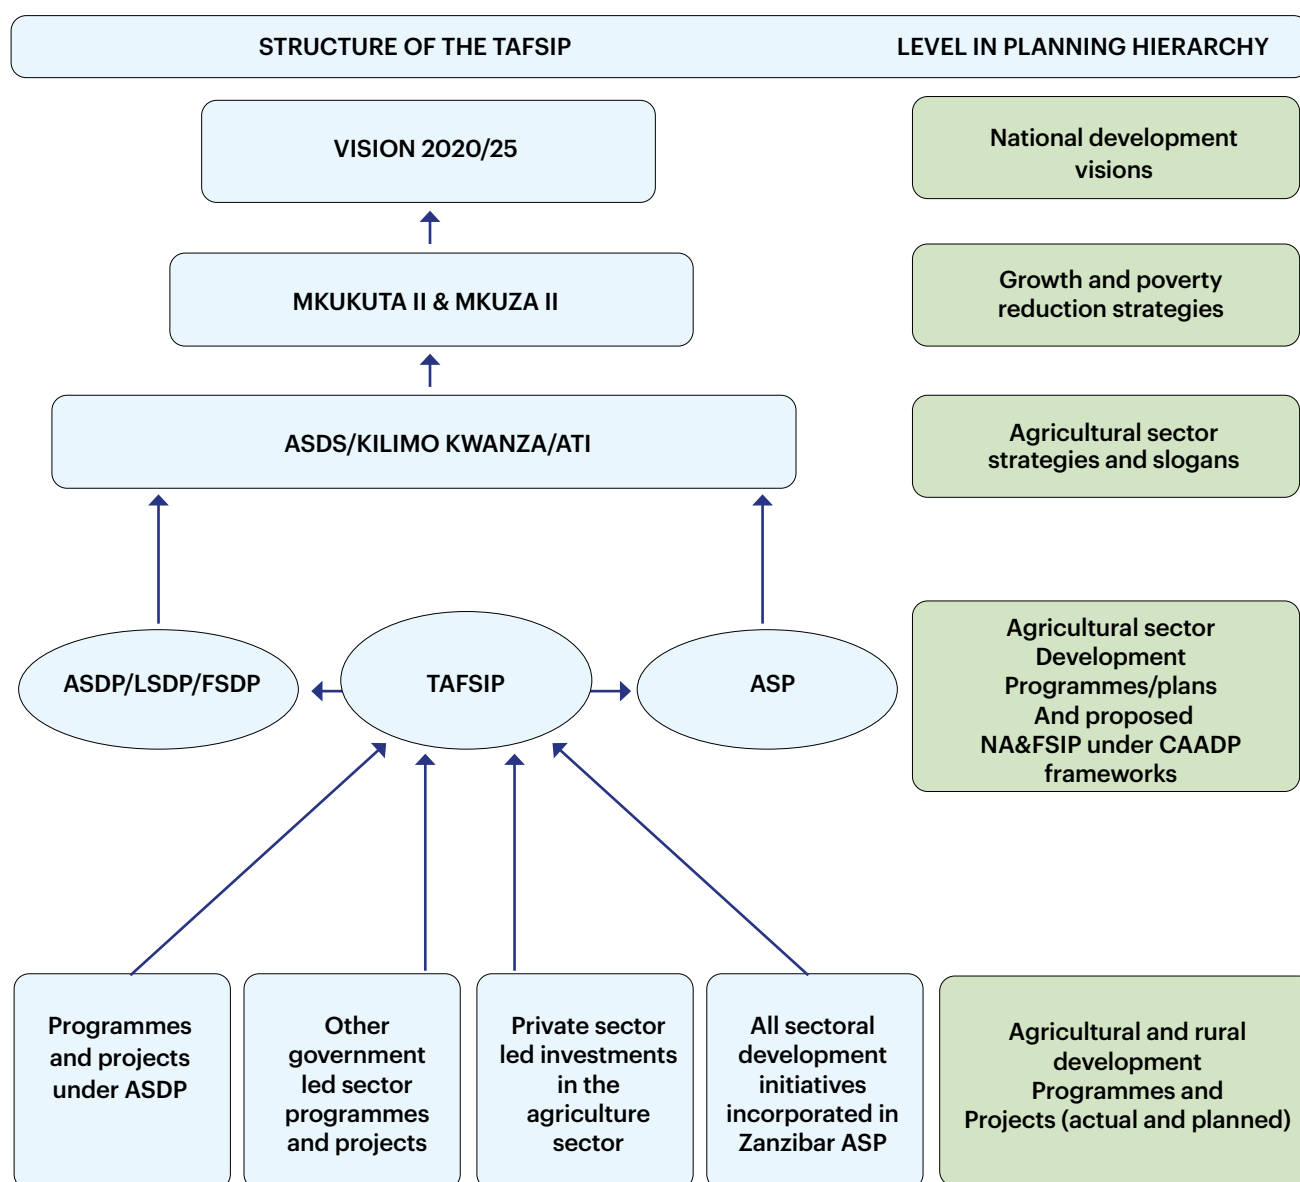 STRUCTURE OF THE TAFSIP
LEVEL IN PLANNING HIERARCHY
VISION 2020/25
National development
visions
MKUKUTA II & MKUZA II
Growth and poverty
reduction strategies
ASDS/KILIMO KWANZA/ATI
Agricultural sector
strategies and slogans
ASDP/LSDP/FSDP
TAFSIP
ASP
Agricultural sector
Development
Programmes/plans
And proposed
NA&FSIP under CAADP
frameworks
Programmes
and projects
under ASDP
Other
government
led sector
programmes
and projects
Private sector
led investments
in the
agriculture
sector
All sectoral
development
initiatives
incorporated in
Zanzibar ASP
Agricultural and rural
development
Programmes and
Projects (actual and planned)